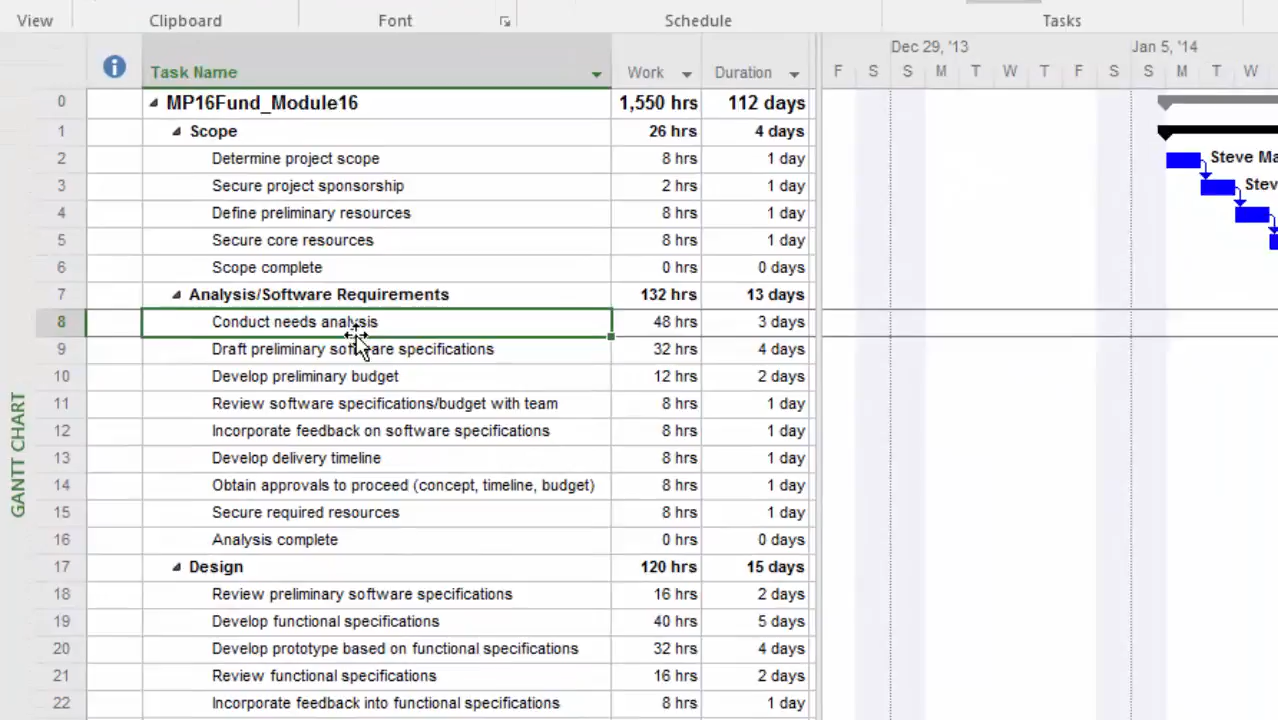 View Clipboard Font Schedule Tasks
Dec 29, '13 Jan 5, '14
Task Name Work Duration F S S M T W T F S S M T W
0 MP16Fund_Module16 1,550 hrs 112 days
1 Scope 26 hrs 4 days
2 Determine project scope 8 hrs 1 day Steve Ma
3 Secure project sponsorship 2 hrs 1 day Steve
4 Define preliminary resources 8 hrs 1 day
5 Secure core resources 8 hrs 1 day
6 Scope complete 0 hrs 0 days
7 Analysis/Software Requirements 132 hrs 13 days
8 Conduct needs analysis 48 hrs 3 days
9 Draft preliminary software specifications 32 hrs 4 days
10 Develop preliminary budget 12 hrs 2 days
11 Review software specifications/budget with team 8 hrs 1 day
12 Incorporate feedback on software specifications 8 hrs 1 day
13 Develop delivery timeline 8 hrs 1 day
14 Obtain approvals to proceed (concept, timeline, budget) 8 hrs 1 day
15 Secure required resources 8 hrs 1 day
16 Analysis complete 0 hrs 0 days
17 Design 120 hrs 15 days
18 Review preliminary software specifications 16 hrs 2 days
19 Develop functional specifications 40 hrs 5 days
20 Develop prototype based on functional specifications 32 hrs 4 days
21 Review functional specifications 16 hrs 2 days
22 Incorporate feedback into functional specifications 8 hrs 1 day
GANTT CHART